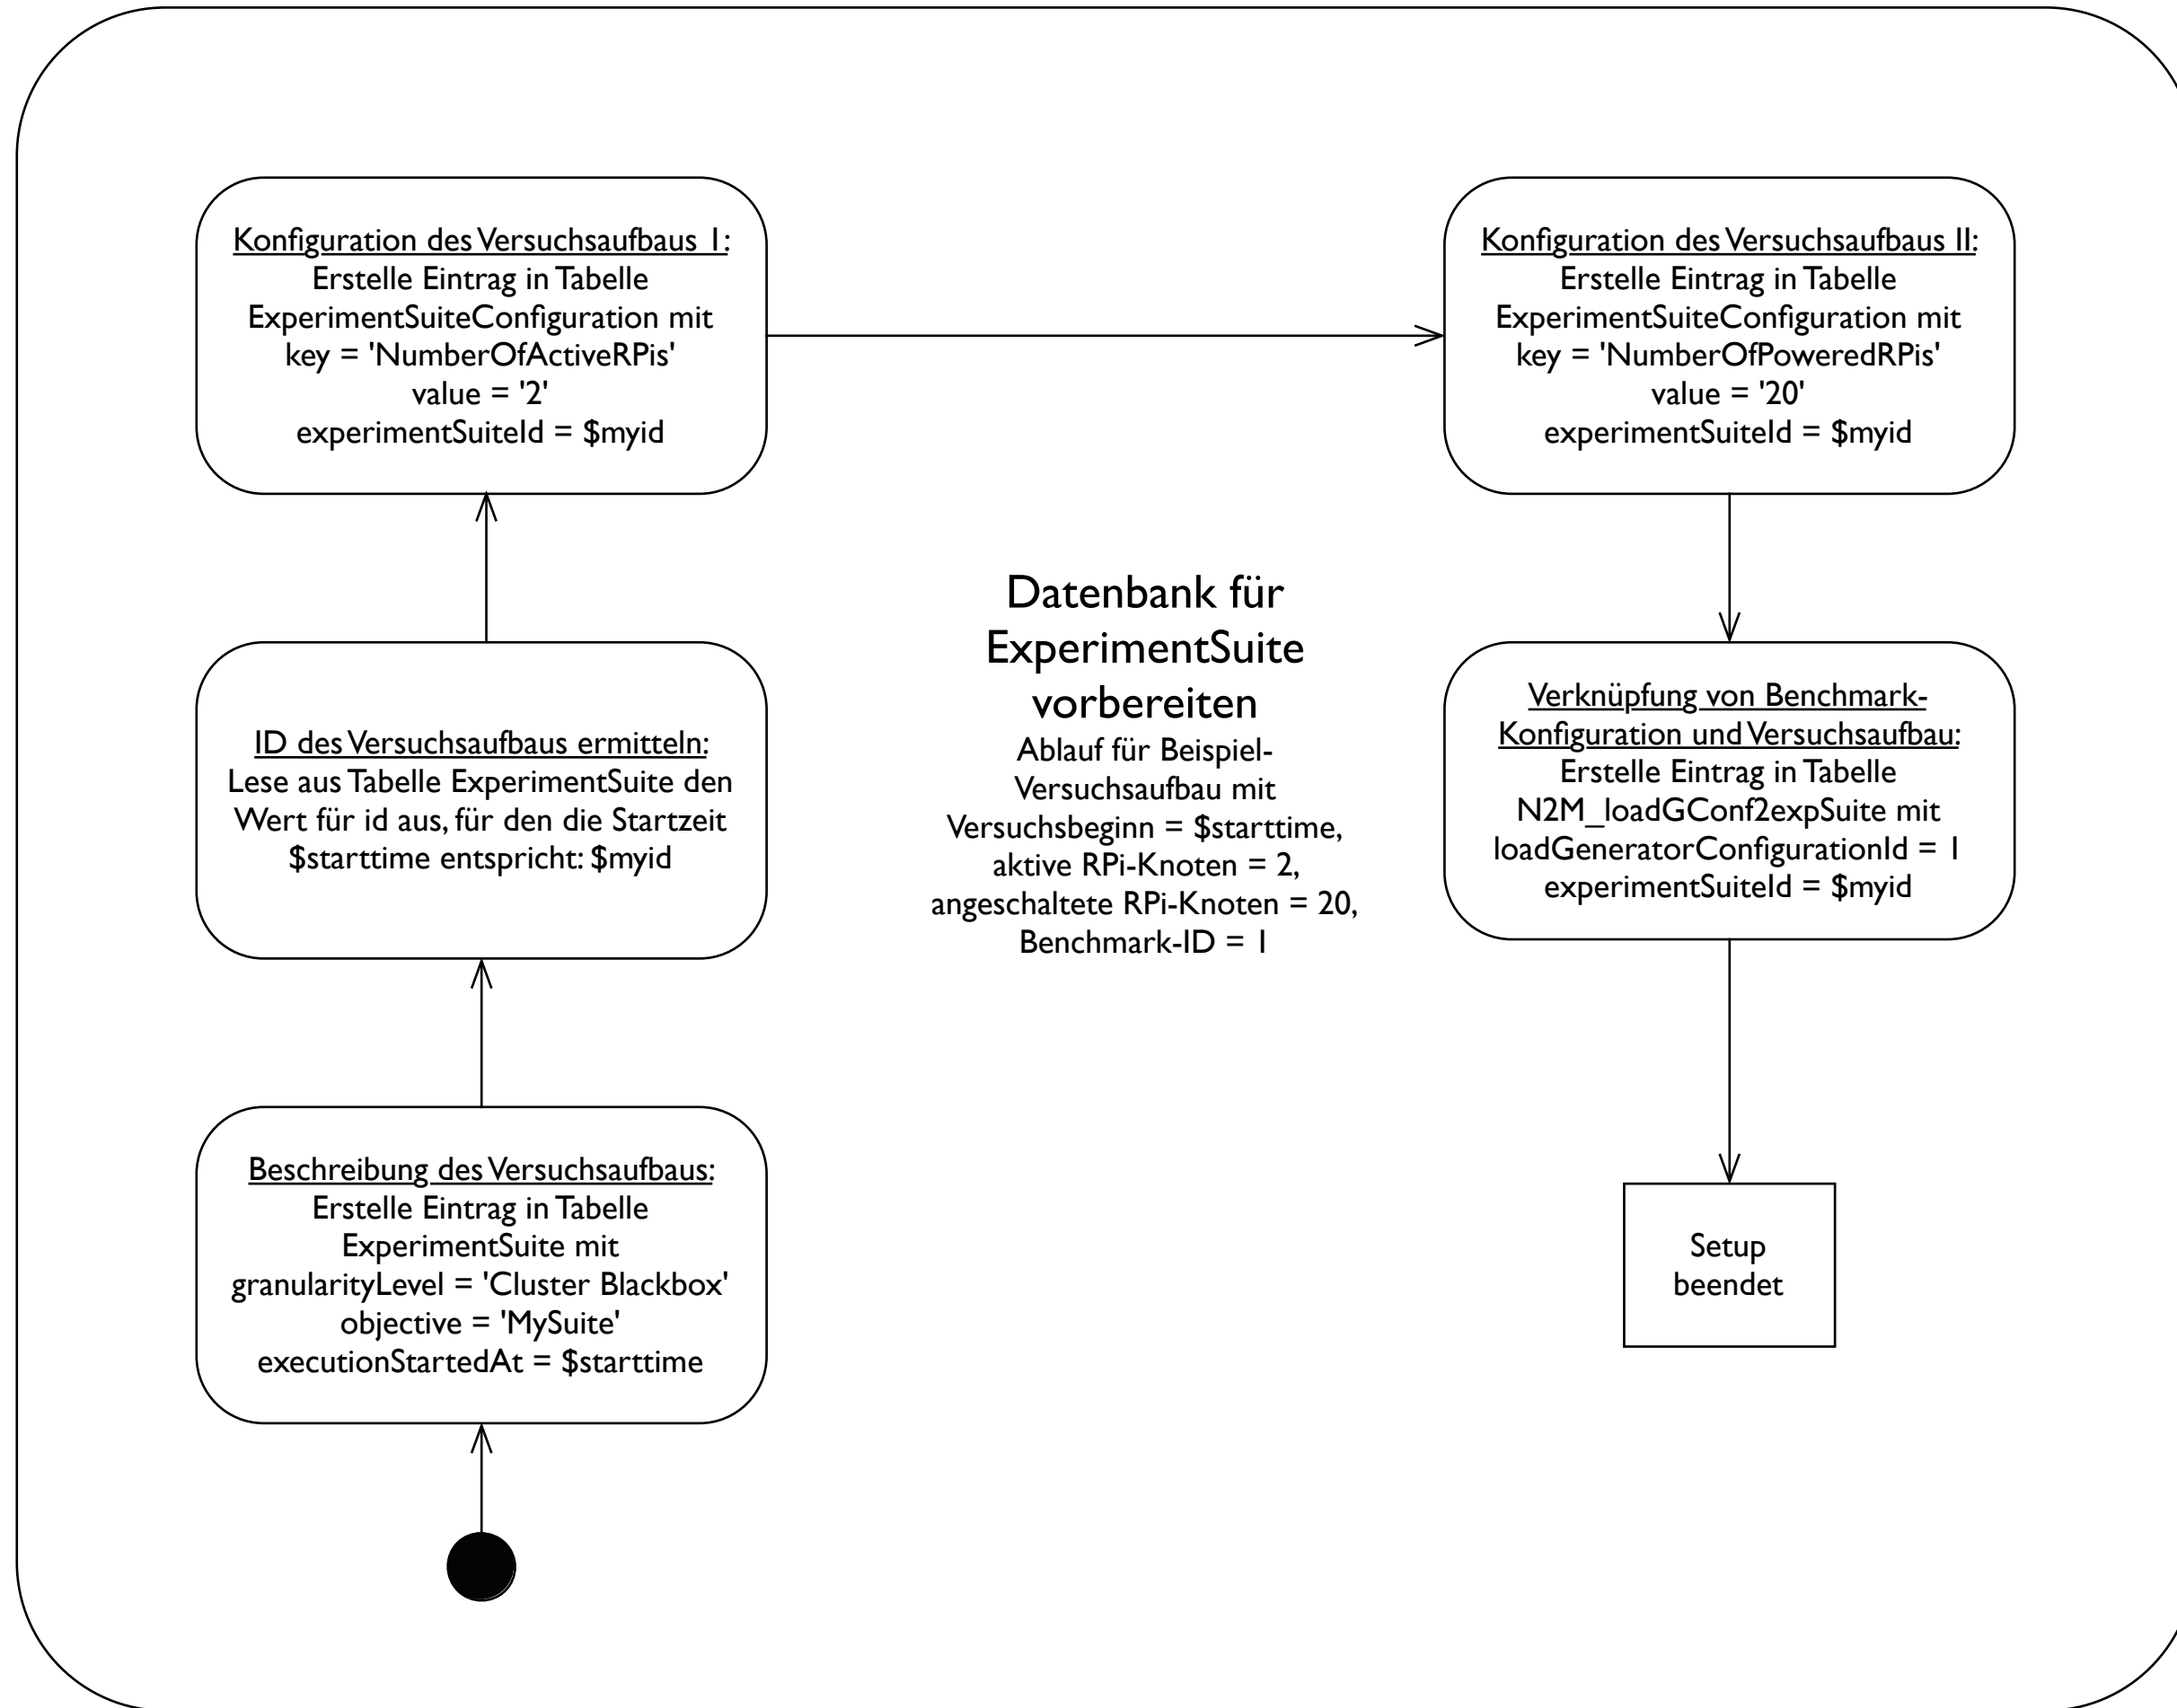 Konfiguration des Versuchsaufbaus I:
Erstelle Eintrag in Tabelle
ExperimentSuiteConfiguration mit
key = 'NumberOfActiveRPis'
value = '2'
experimentSuiteId = $myid
Konfiguration des Versuchsaufbaus II:
Erstelle Eintrag in Tabelle
ExperimentSuiteConfiguration mit
key = 'NumberOfPoweredRPis'
value = '20'
experimentSuiteId = $myid
Datenbank für
ExperimentSuite
vorbereiten
Ablauf für Beispiel-
Versuchsaufbau mit
Versuchsbeginn = $starttime,
aktive RPi-Knoten = 2,
angeschaltete RPi-Knoten = 20,
Benchmark-ID = 1
ID des Versuchsaufbaus ermitteln:
Lese aus Tabelle ExperimentSuite den
Wert für id aus, für den die Startzeit
$starttime entspricht: $myid
Verknüpfung von Benchmark-
Konfiguration und Versuchsaufbau:
Erstelle Eintrag in Tabelle
N2M_loadGConf2expSuite mit
loadGeneratorConfigurationId = 1
experimentSuiteId = $myid
Beschreibung des Versuchsaufbaus:
Erstelle Eintrag in Tabelle
ExperimentSuite mit
granularityLevel = 'Cluster Blackbox'
objective = 'MySuite'
executionStartedAt = $starttime
Setup
beendet